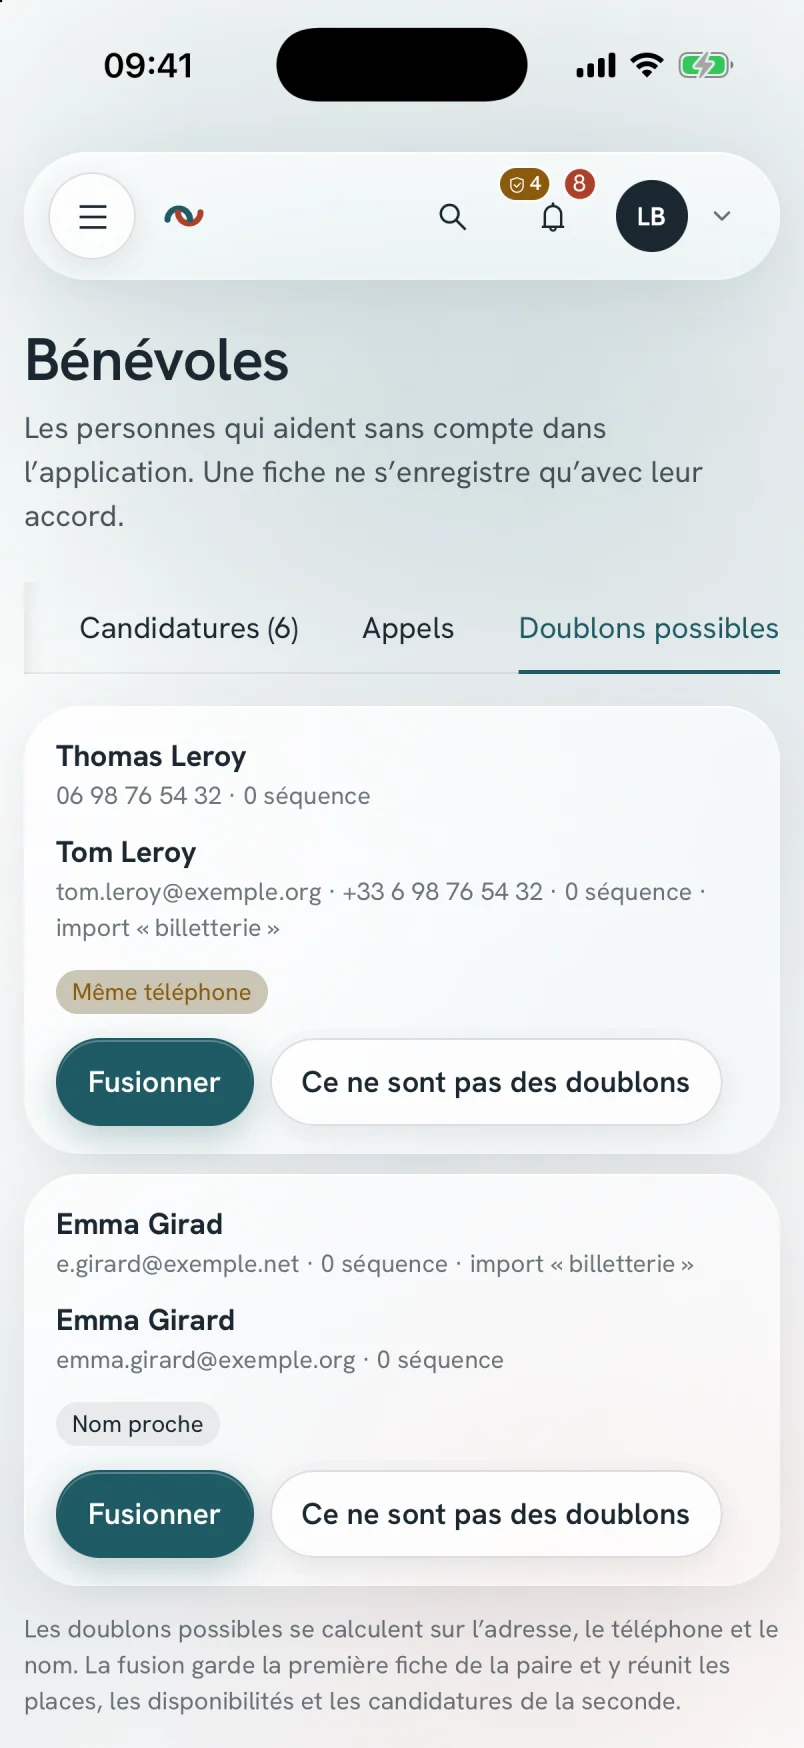 09:41
4
8
LB
Bénévoles
Les personnes qui aident sans compte dans
l’application. Une fiche ne s’enregistre qu’avec leur
accord.
Candidatures (6)
Appels
Doublons possibles
Thomas Leroy
06 98 76 54 32 · 0 séquence
Tom Leroy
tom.leroy@exemple.org · +33 6 98 76 54 32 · 0 séquence ·
import « billetterie »
Même téléphone
Fusionner
Ce ne sont pas des doublons
Emma Girad
e.girard@exemple.net · 0 séquence · import « billetterie »
Emma Girard
emma.girard@exemple.org · 0 séquence
Nom proche
Fusionner
Ce ne sont pas des doublons
Les doublons possibles se calculent sur l’adresse, le téléphone et le
nom. La fusion garde la première fiche de la paire et y réunit les
places, les disponibilités et les candidatures de la seconde.